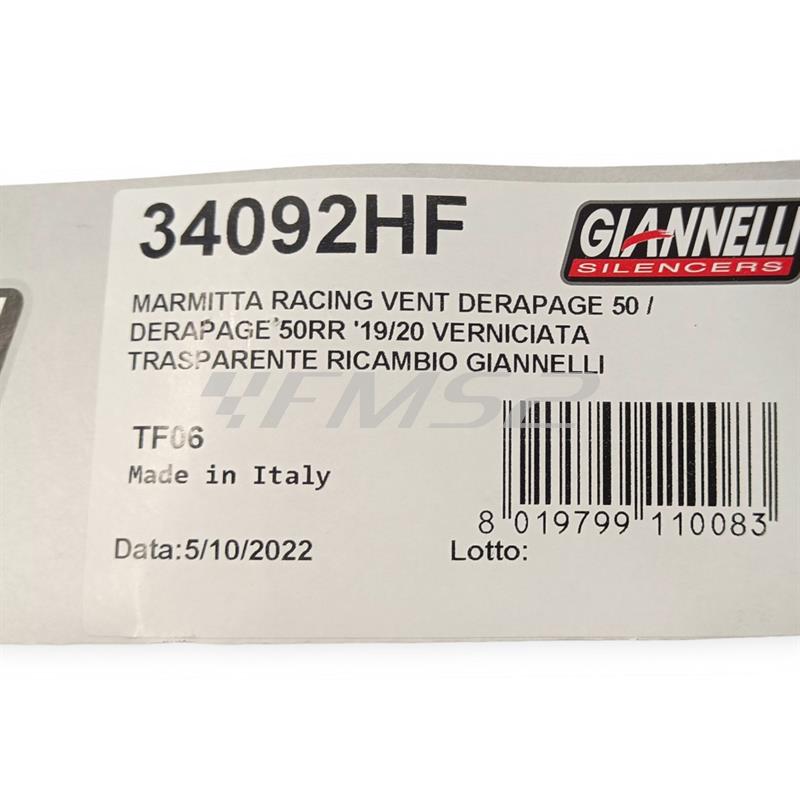 34092HF
GIANNELLI
SILENCERS
MARMITTA RACING VENT DERAPAGE 50 /
DERAPAGE 50RR '19/20 VERNICIATA
TRASPARENTE RICAMBIO GIANNELLI
FMS2
TF06
Made in Italy
8 019799 110083
Data:5/10/2022
Lotto: